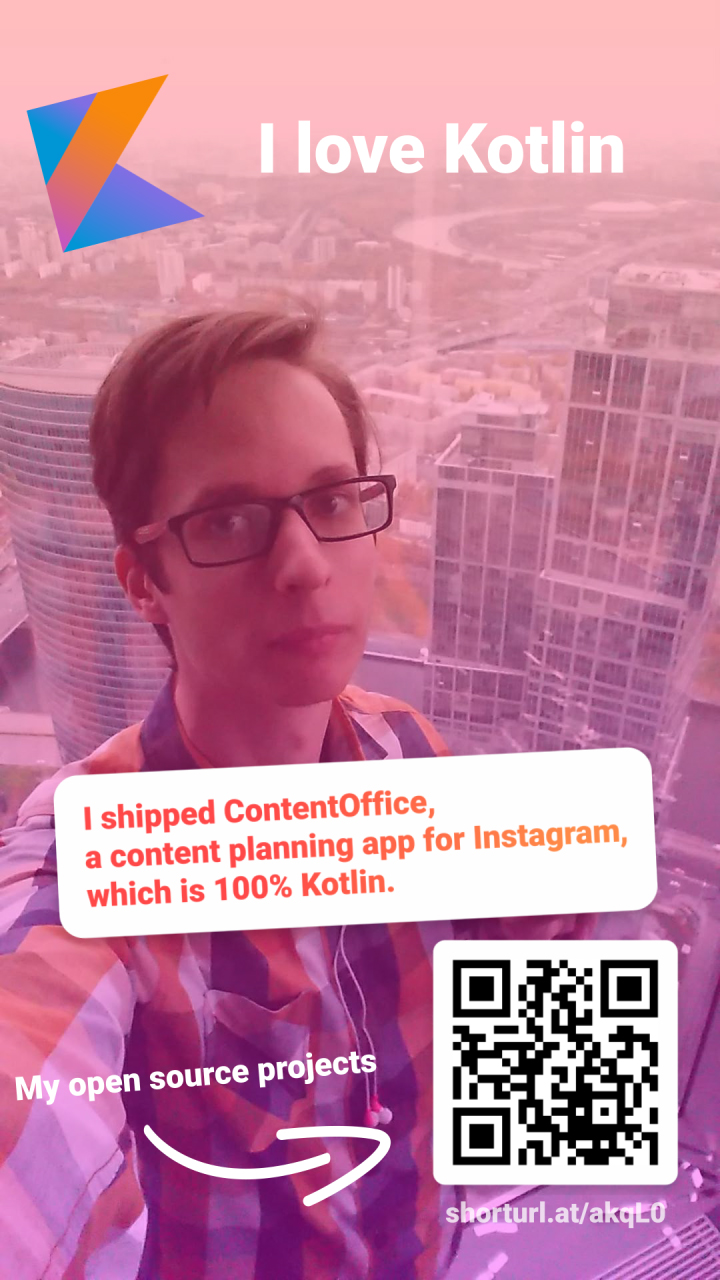 I love Kotlin
I shipped ContentOffice,
a content planning app for Instagram,
which is 100% Kotlin.
My open source projects
shorturl.at/akqL0